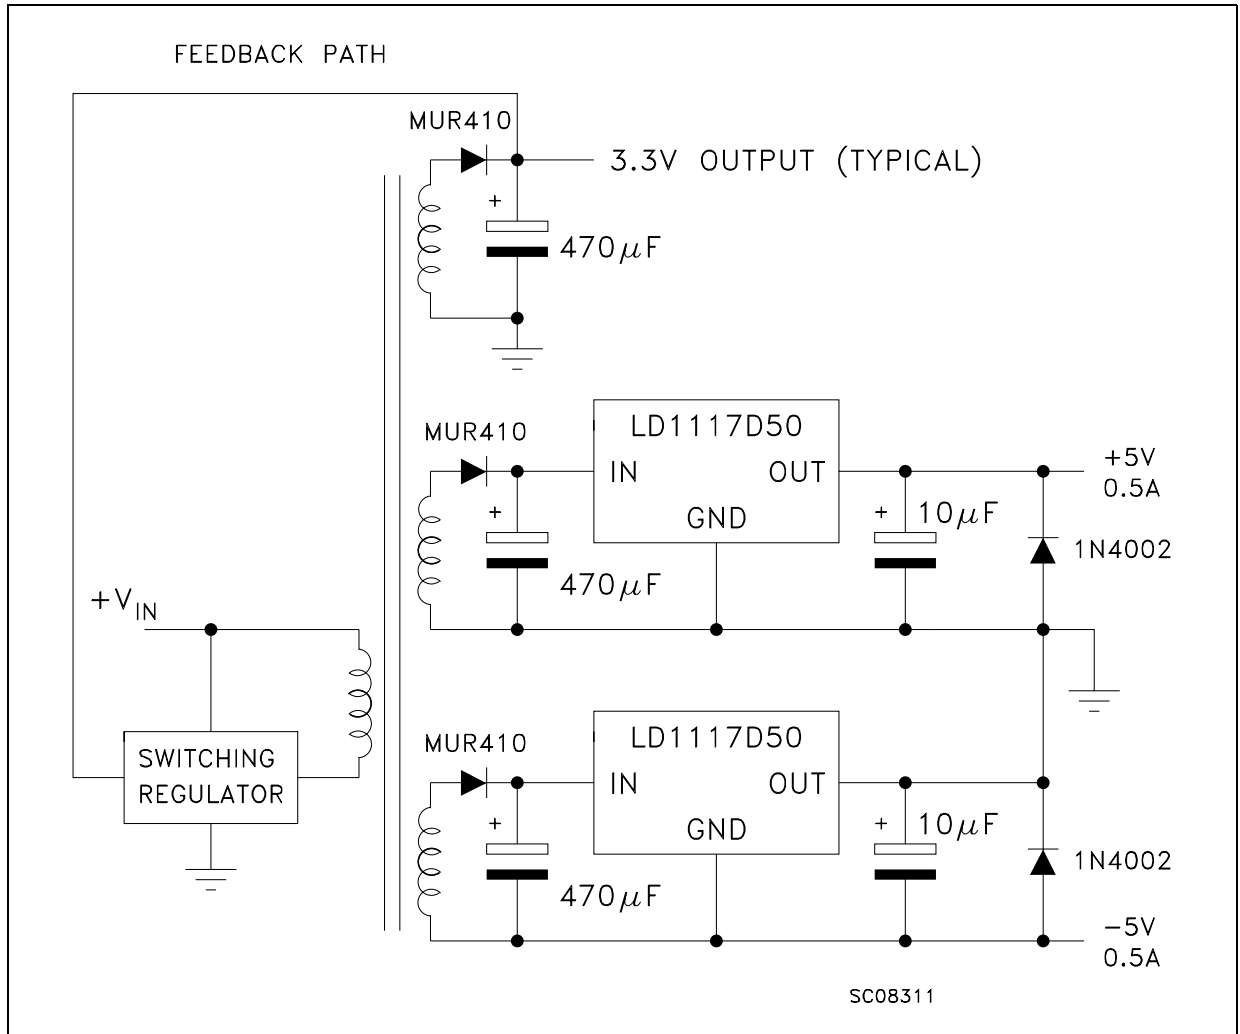 FEEDBACK PATH
MUR410
3.3V OUTPUT (TYPICAL)
+
470μF
MUR410
LD1117D50
IN
OUT
GND
+5V
0.5A
+
470μF
+
10μF
1N4002
+VIN
SWITCHING
REGULATOR
MUR410
LD1117D50
IN
OUT
GND
+
470μF
+
10μF
1N4002
-5V
0.5A
SC08311